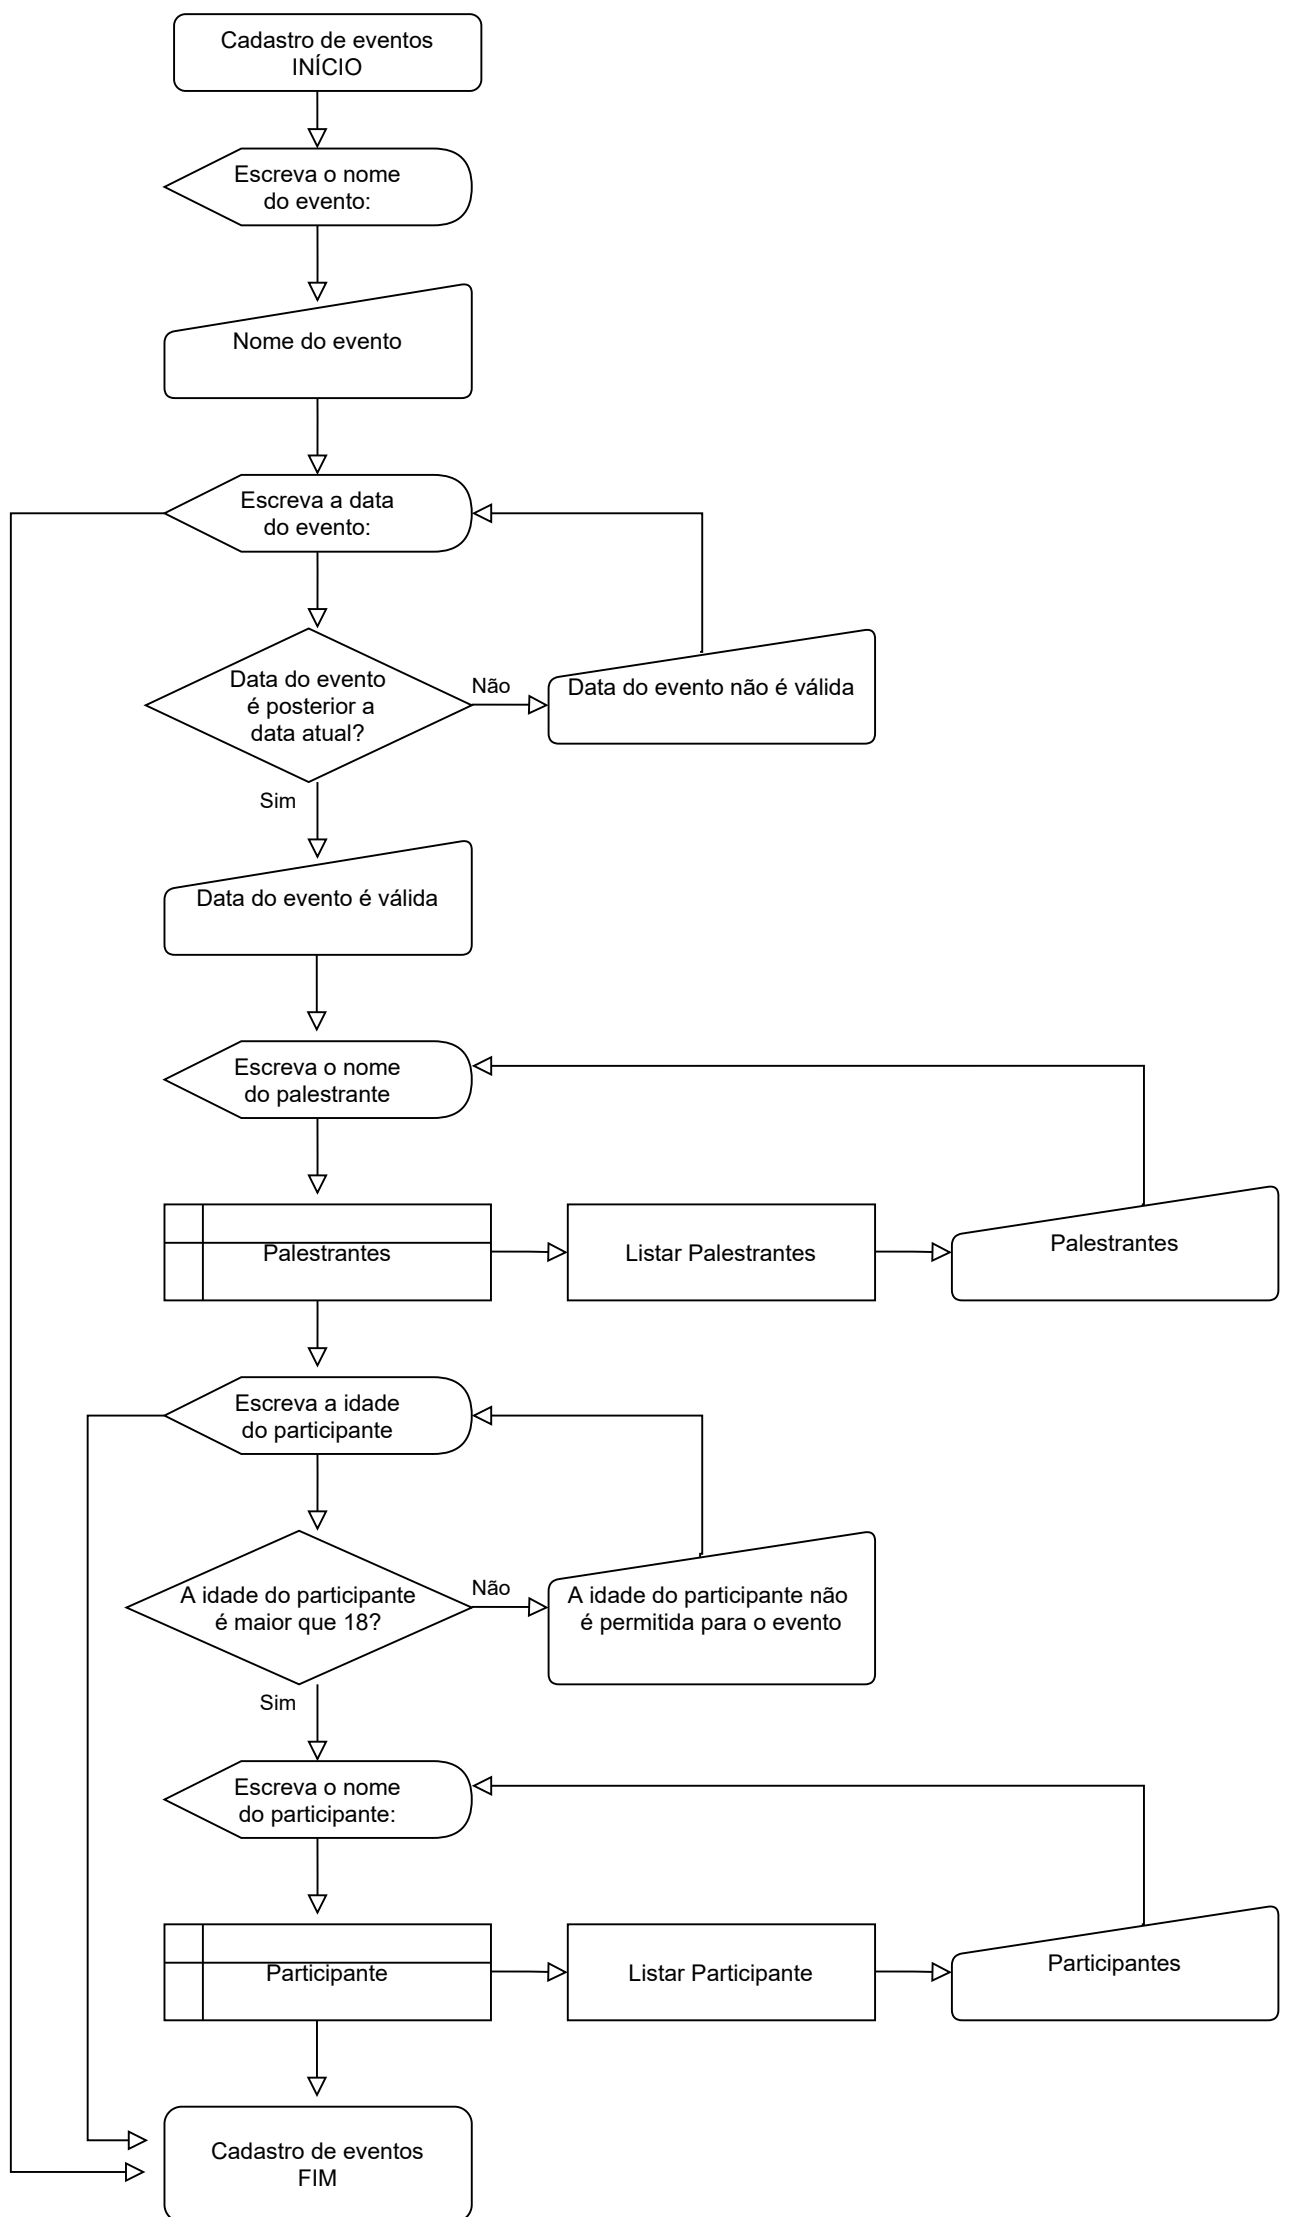 Cadastro de eventos
INÍCIO
Escreva o nome
do evento:
Nome do evento
Escreva a data
do evento:
Data do evento
é posterior a
data atual?
Não
Data do evento não é válida
Sim
Data do evento é válida
Escreva o nome
do palestrante
Palestrantes
Listar Palestrantes
Palestrantes
Escreva a idade
do participante
A idade do participante
é maior que 18?
Não
A idade do participante não
é permitida para o evento
Sim
Escreva o nome
do participante:
Participante
Listar Participante
Participantes
Cadastro de eventos
FIM